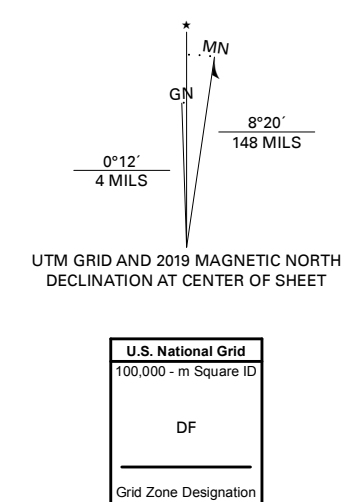 ★
MN
GN
8°20´
148 MILS
0°12´
4 MILS
UTM GRID AND 2019 MAGNETIC NORTH
DECLINATION AT CENTER OF SHEET
U.S. National Grid
100,000 - m Square ID
DF
Grid Zone Designation